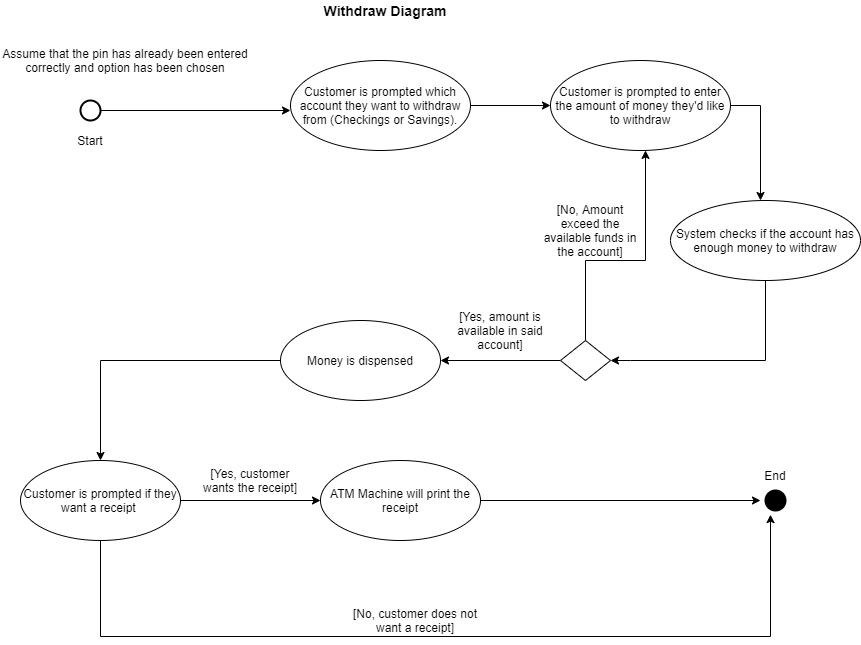 Withdraw Diagram
Assume that the pin has already been entered
correctly and option has been chosen
Start
Customer is prompted which
account they want to withdraw
from (Checkings or Savings).
Customer is prompted to enter
the amount of money they'd like
to withdraw
[No, Amount
exceed the
available funds in
the account]
System checks if the account has
enough money to withdraw
[Yes, amount is
available in said
account]
Money is dispensed
Customer is prompted if they
want a receipt
[Yes, customer
wants the receipt]
ATM Machine will print the
receipt
End
[No, customer does not
want a receipt]